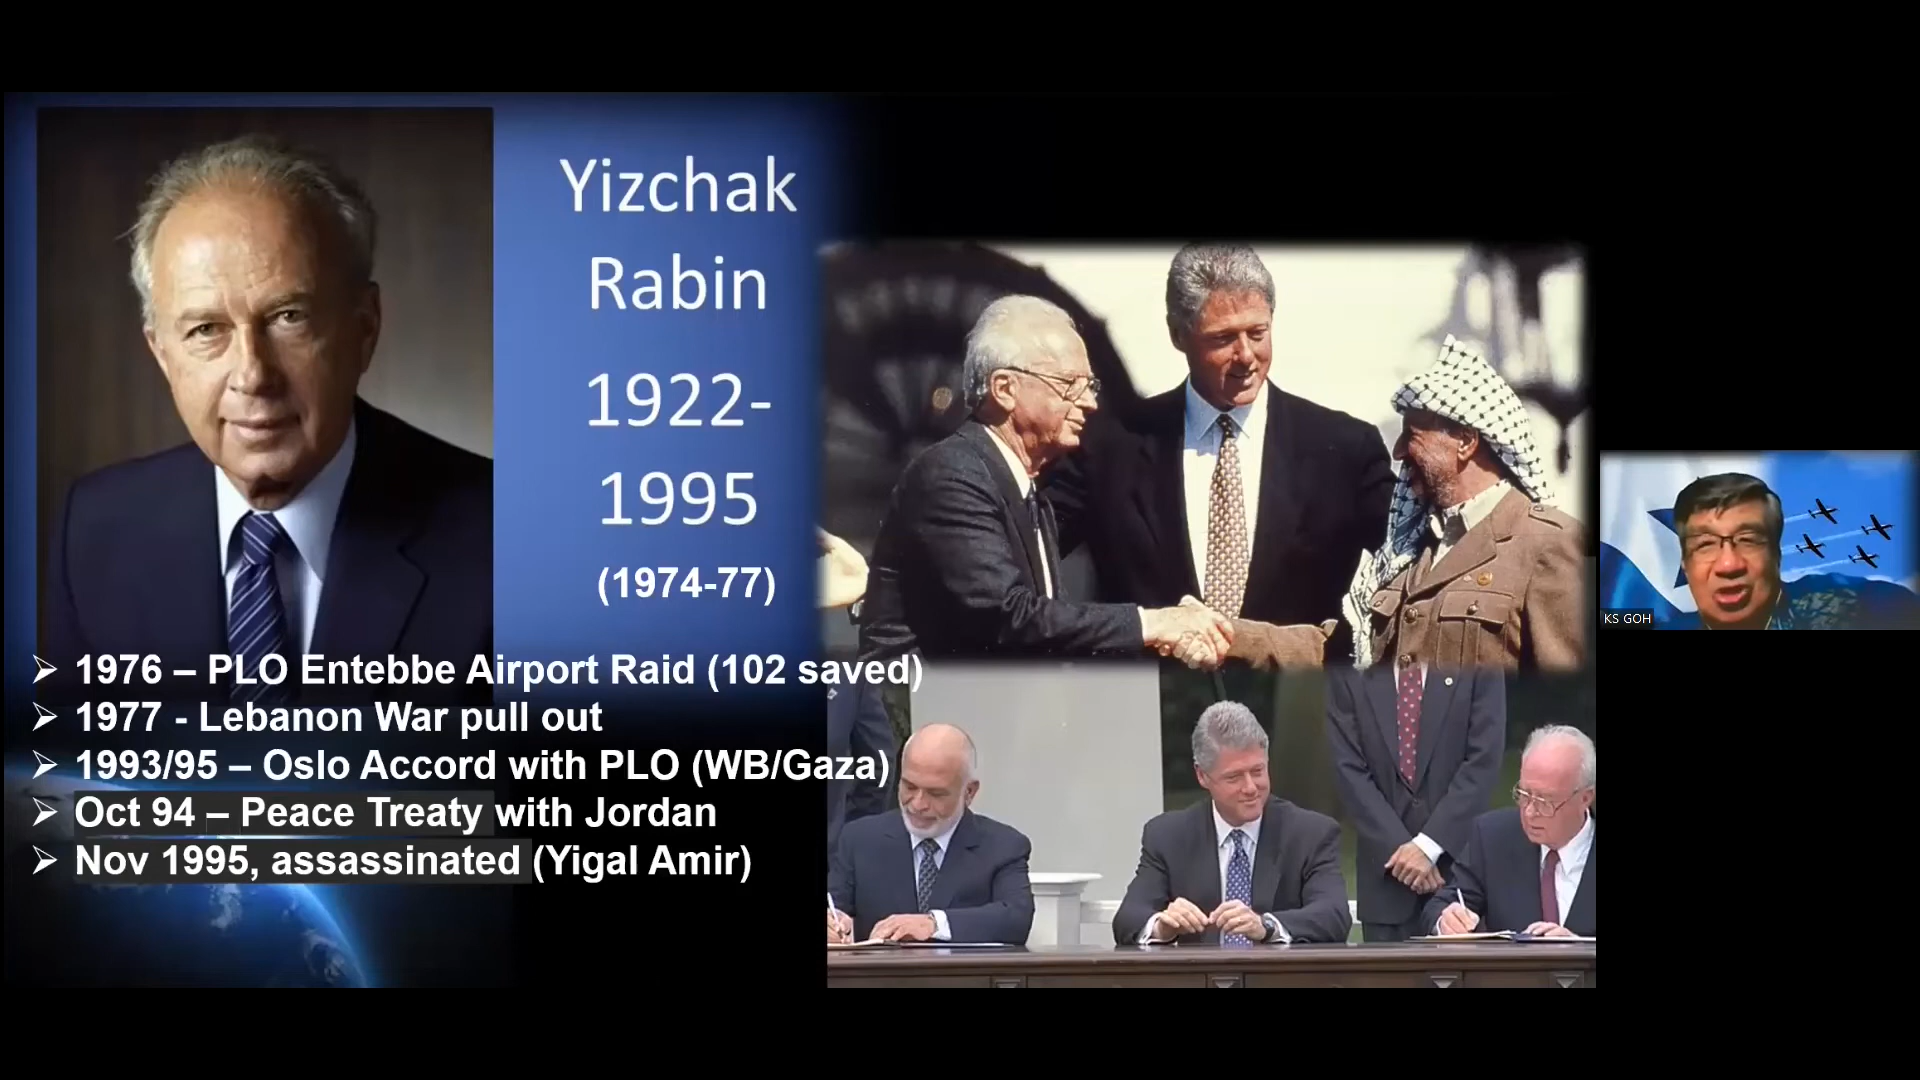 Yizchak
Rabin
1922-
1995
(1974-77)
➢ 1976 – PLO Entebbe Airport Raid (102 saved)
➢ 1977 - Lebanon War pull out
➢ 1993/95 – Oslo Accord with PLO (WB/Gaza)
➢ Oct 94 – Peace Treaty with Jordan
➢ Nov 1995, assassinated (Yigal Amir)
KS GOH